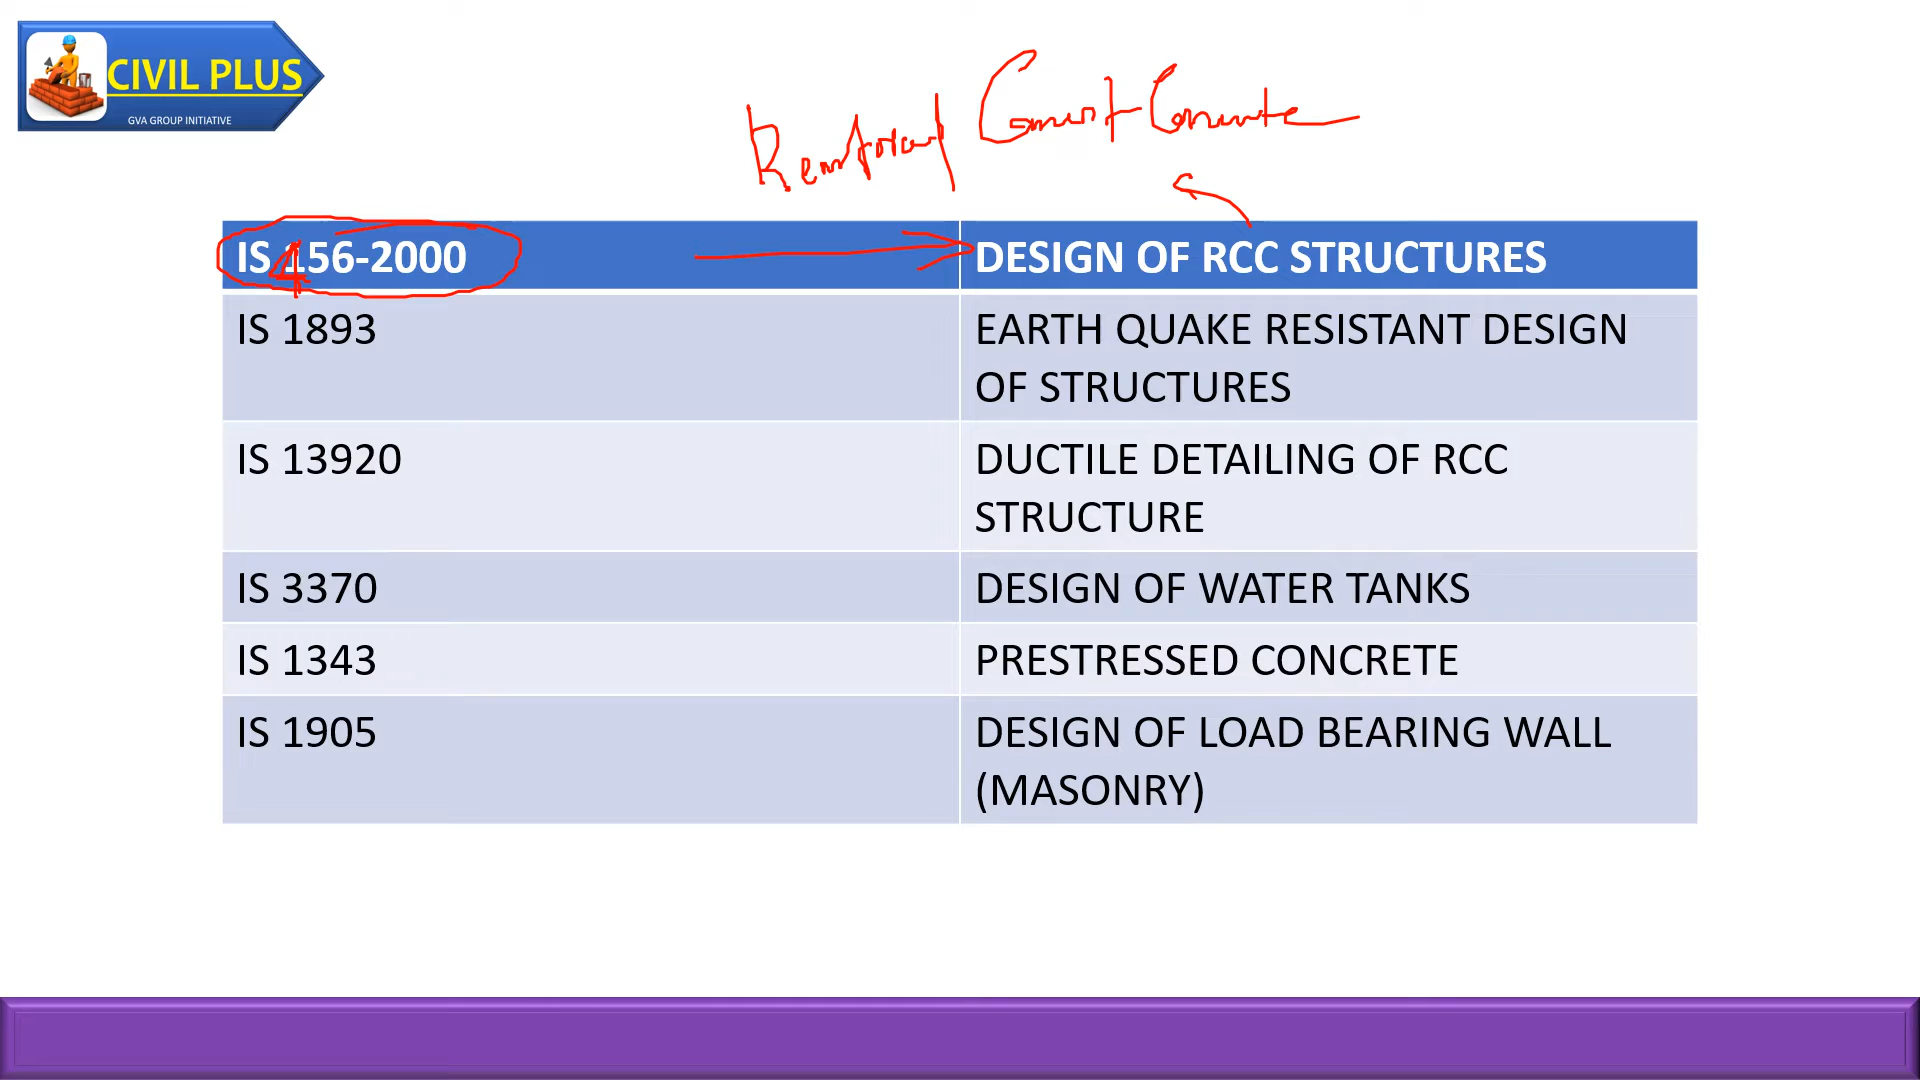 CIVIL PLUS
GVA GROUP INITIATIVE
Reinforced Cement Concrete
IS 456-2000
DESIGN OF RCC STRUCTURES
IS 1893
EARTH QUAKE RESISTANT DESIGN
OF STRUCTURES
IS 13920
DUCTILE DETAILING OF RCC
STRUCTURE
IS 3370
DESIGN OF WATER TANKS
IS 1343
PRESTRESSED CONCRETE
IS 1905
DESIGN OF LOAD BEARING WALL
(MASONRY)